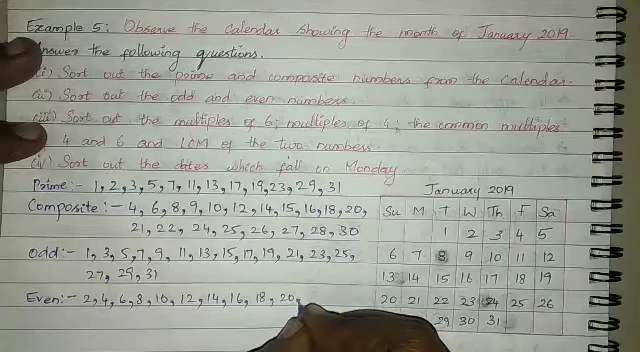 Example 5: Observe the Calendar showing the month of January 2019.
Answer the following questions.
(i) Sort out the prime and composite numbers from the Calendar.
(ii) Sort out the odd and even numbers.
(iii) Sort out the multiples of 6; multiples of 4; the common multiples
4 and 6 and LCM of the two numbers.
(iv) Sort out the dates which fall on Monday.
Prime:- 1, 2, 3, 5, 7, 11, 13, 17, 19, 23, 29, 31
Composite:- 4, 6, 8, 9, 10, 12, 14, 15, 16, 18, 20,
21, 22, 24, 25, 26, 27, 28, 30
Odd:- 1, 3, 5, 7, 9, 11, 13, 15, 17, 19, 21, 23, 25,
27, 29, 31
Even:- 2, 4, 6, 8, 10, 12, 14, 16, 18, 20,
January 2019
Su M T W Th F Sa
1 2 3 4 5
6 7 8 9 10 11 12
13 14 15 16 17 18 19
20 21 22 23 24 25 26
29 30 31